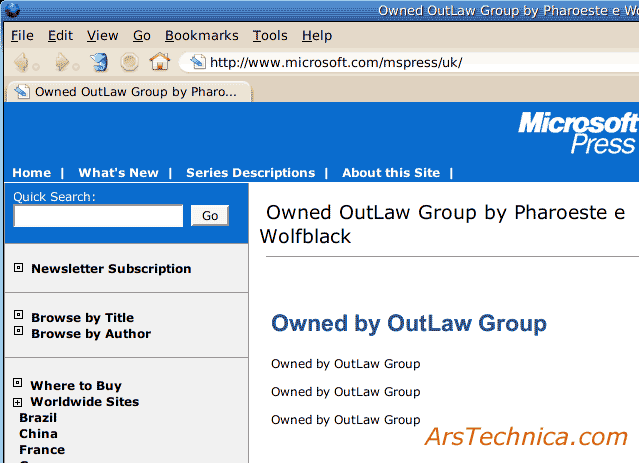 Owned OutLaw Group by Pharoeste e Wo
File Edit View Go Bookmarks Tools Help
http://www.microsoft.com/mspress/uk/
Owned OutLaw Group by Pharo...
Microsoft
Press
Home | What's New | Series Descriptions | About this Site |
Quick Search:
Go
Newsletter Subscription
Browse by Title
Browse by Author
Where to Buy
Worldwide Sites
Brazil
China
France
Owned OutLaw Group by Pharoeste e
Wolfblack
Owned by OutLaw Group
Owned by OutLaw Group
Owned by OutLaw Group
Owned by OutLaw Group
ArsTechnica.com